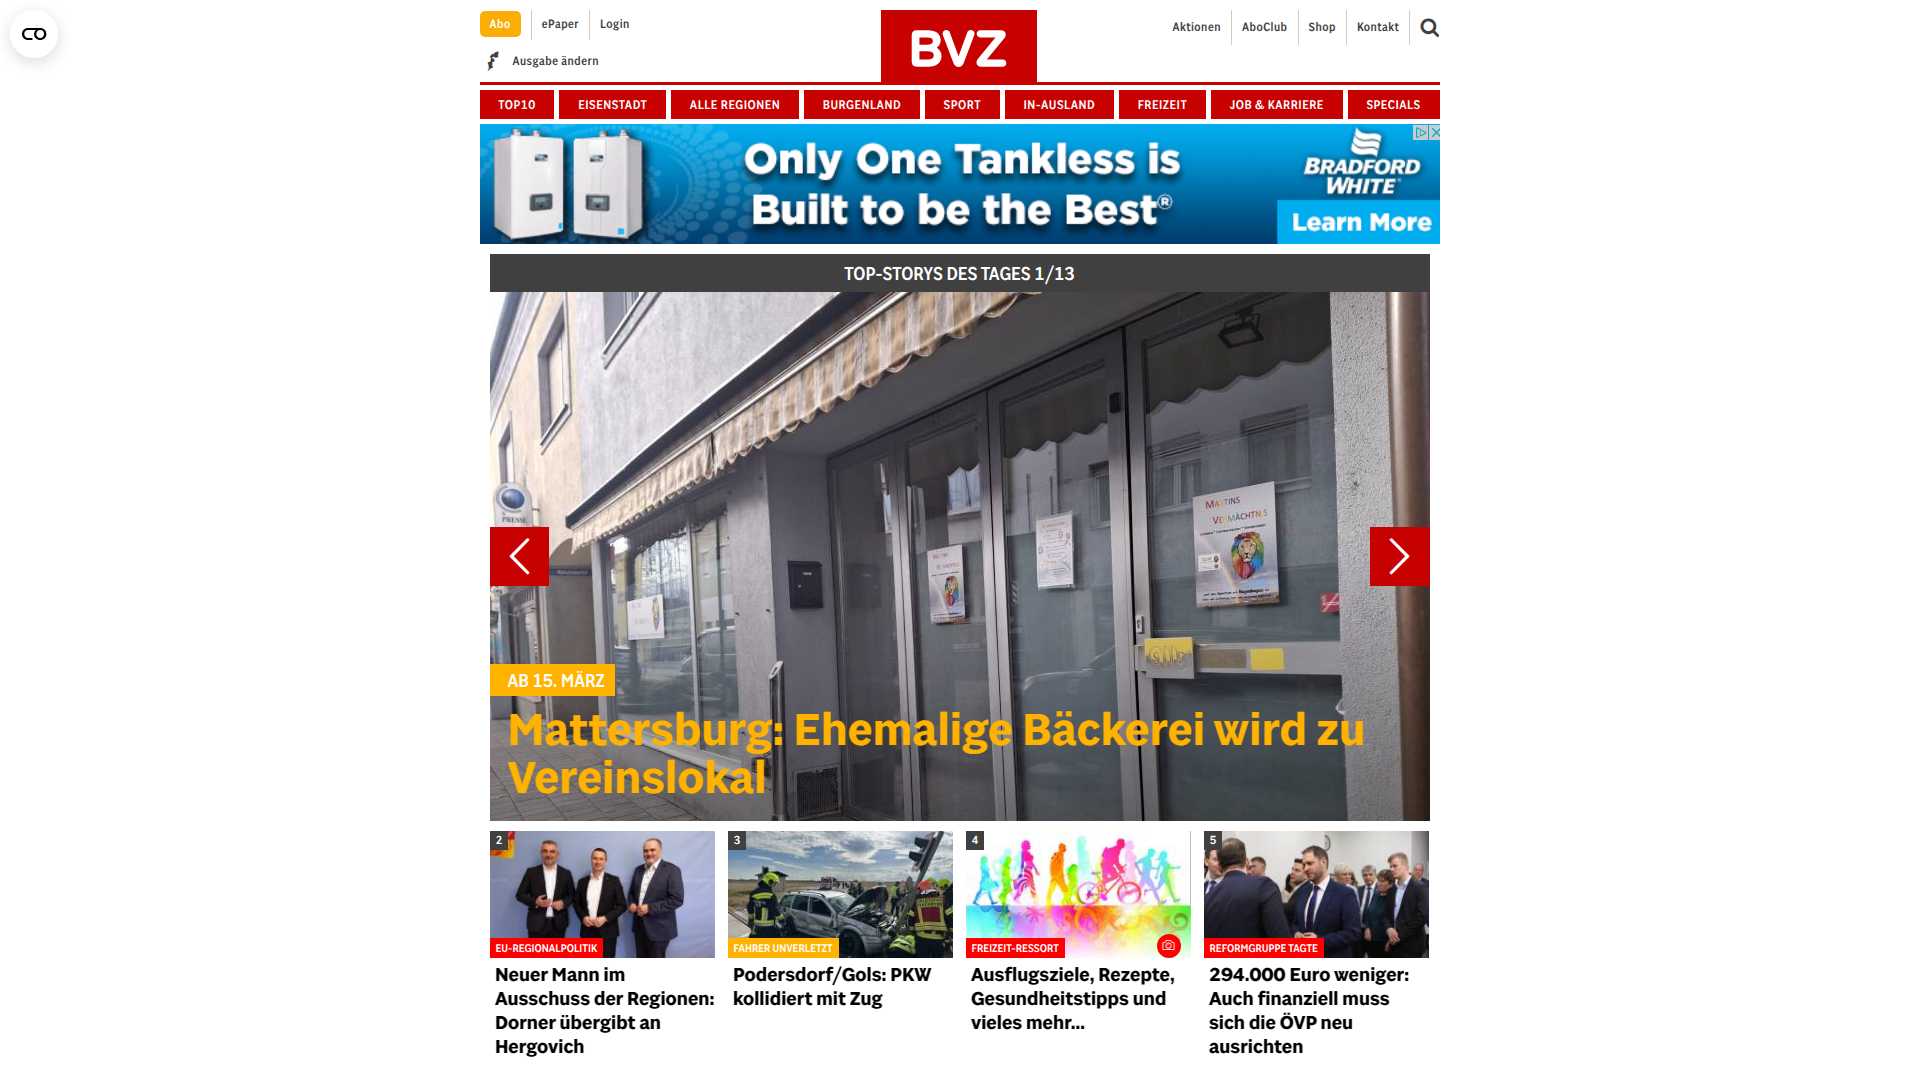 Abo
ePaper
Login
Ausgabe ändern
BVZ
Aktionen
AboClub
Shop
Kontakt
TOP10
EISENSTADT
ALLE REGIONEN
BURGENLAND
SPORT
IN-AUSLAND
FREIZEIT
JOB & KARRIERE
SPECIALS
Only One Tankless is
Built to be the Best®
BRADFORD
WHITE
Learn More
TOP-STORYS DES TAGES 1/13
PRESSE
MARTINS
VERMÄCHTNIS
AB 15. MÄRZ
Mattersburg: Ehemalige Bäckerei wird zu
Vereinslokal
2
EU-REGIONALPOLITIK
Neuer Mann im
Ausschuss der Regionen:
Dorner übergibt an
Hergovich
3
FAHRER UNVERLETZT
Podersdorf/Gols: PKW
kollidiert mit Zug
4
FREIZEIT-RESSORT
Ausflugsziele, Rezepte,
Gesundheitstipps und
vieles mehr...
5
REFORMGRUPPE TAGTE
294.000 Euro weniger:
Auch finanziell muss
sich die ÖVP neu
ausrichten